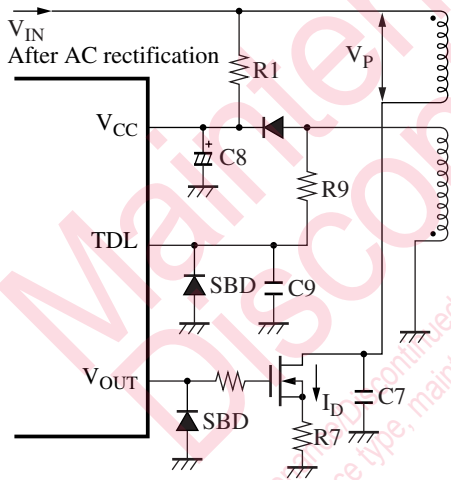 V_IN
After AC rectification
V_P
R1
V_CC
+
C8
R9
TDL
SBD
C9
V_OUT
SBD
I_D
C7
R7